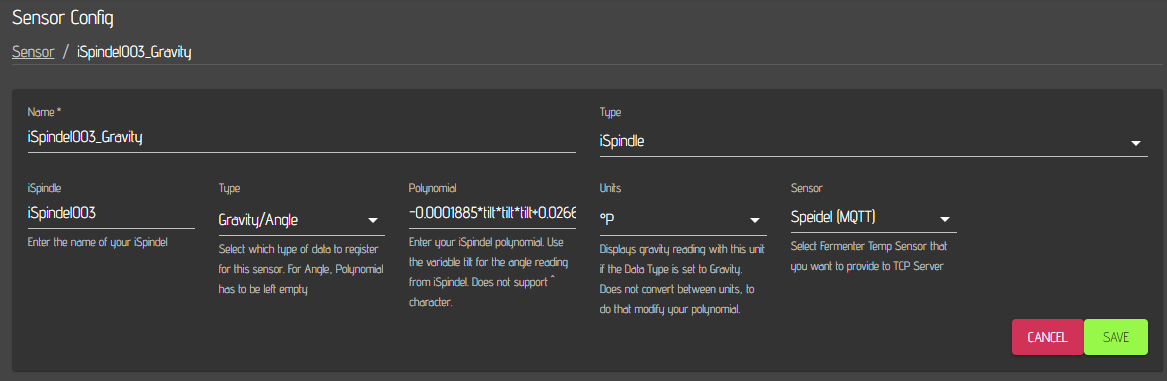 Sensor Config
Sensor / iSpindel003_Gravity
Name *
iSpindel003_Gravity
Type
iSpindle
iSpindle
iSpindel003
Enter the name of your iSpindel
Type
Gravity/Angle
Select which type of data to register
for this sensor. For Angle, Polynomial
has to be left empty
Polynomial
-0.0001885*tilt*tilt*tilt+0.0266
Enter your iSpindel polynomial. Use
the variable tilt for the angle reading
from iSpindel. Does not support ^
character.
Units
°P
Displays gravity reading with this unit
if the Data Type is set to Gravity.
Does not convert between units, to
do that modify your polynomial.
Sensor
Speidel (MQTT)
Select Fermenter Temp Sensor that
you want to provide to TCP Server
CANCEL
SAVE